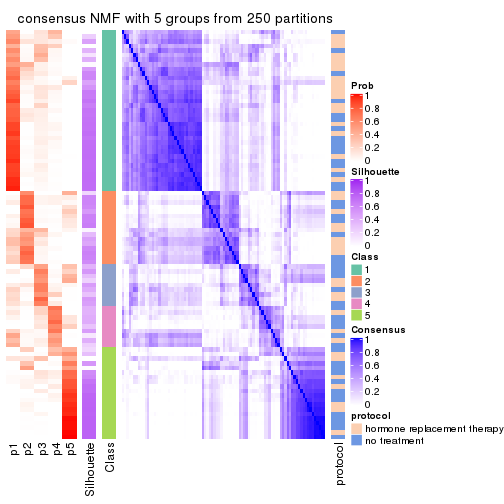 consensus NMF with 5 groups from 250 partitions
Prob
1
0.8
0.6
0.4
0.2
0
Silhouette
1
0.8
0.6
0.4
0.2
0
Class
1
2
3
4
5
Consensus
1
0.8
0.6
0.4
0.2
0
protocol
hormone replacement therapy
no treatment
p1
p2
p3
p4
p5
Silhouette
Class
protocol